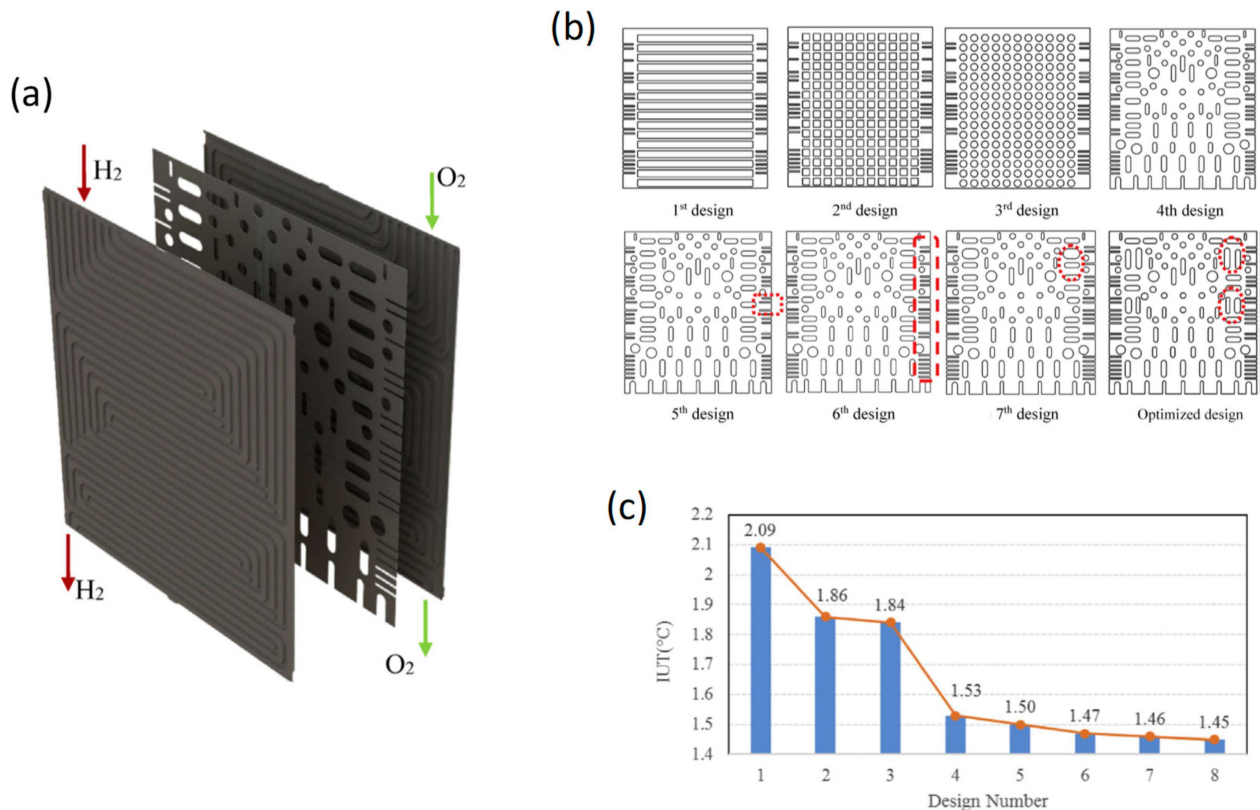 (a)
H₂
O₂
H₂
O₂
(b)
1ˢᵗ design
2ⁿᵈ design
3ʳᵈ design
4th design
5ᵗʰ design
6ᵗʰ design
7ᵗʰ design
Optimized design
(c)
IUT(°C)
2.2
2.1
2
1.9
1.8
1.7
1.6
1.5
1.4
2.09
1.86
1.84
1.53
1.50
1.47
1.46
1.45
1 2 3 4 5 6 7 8
Design Number